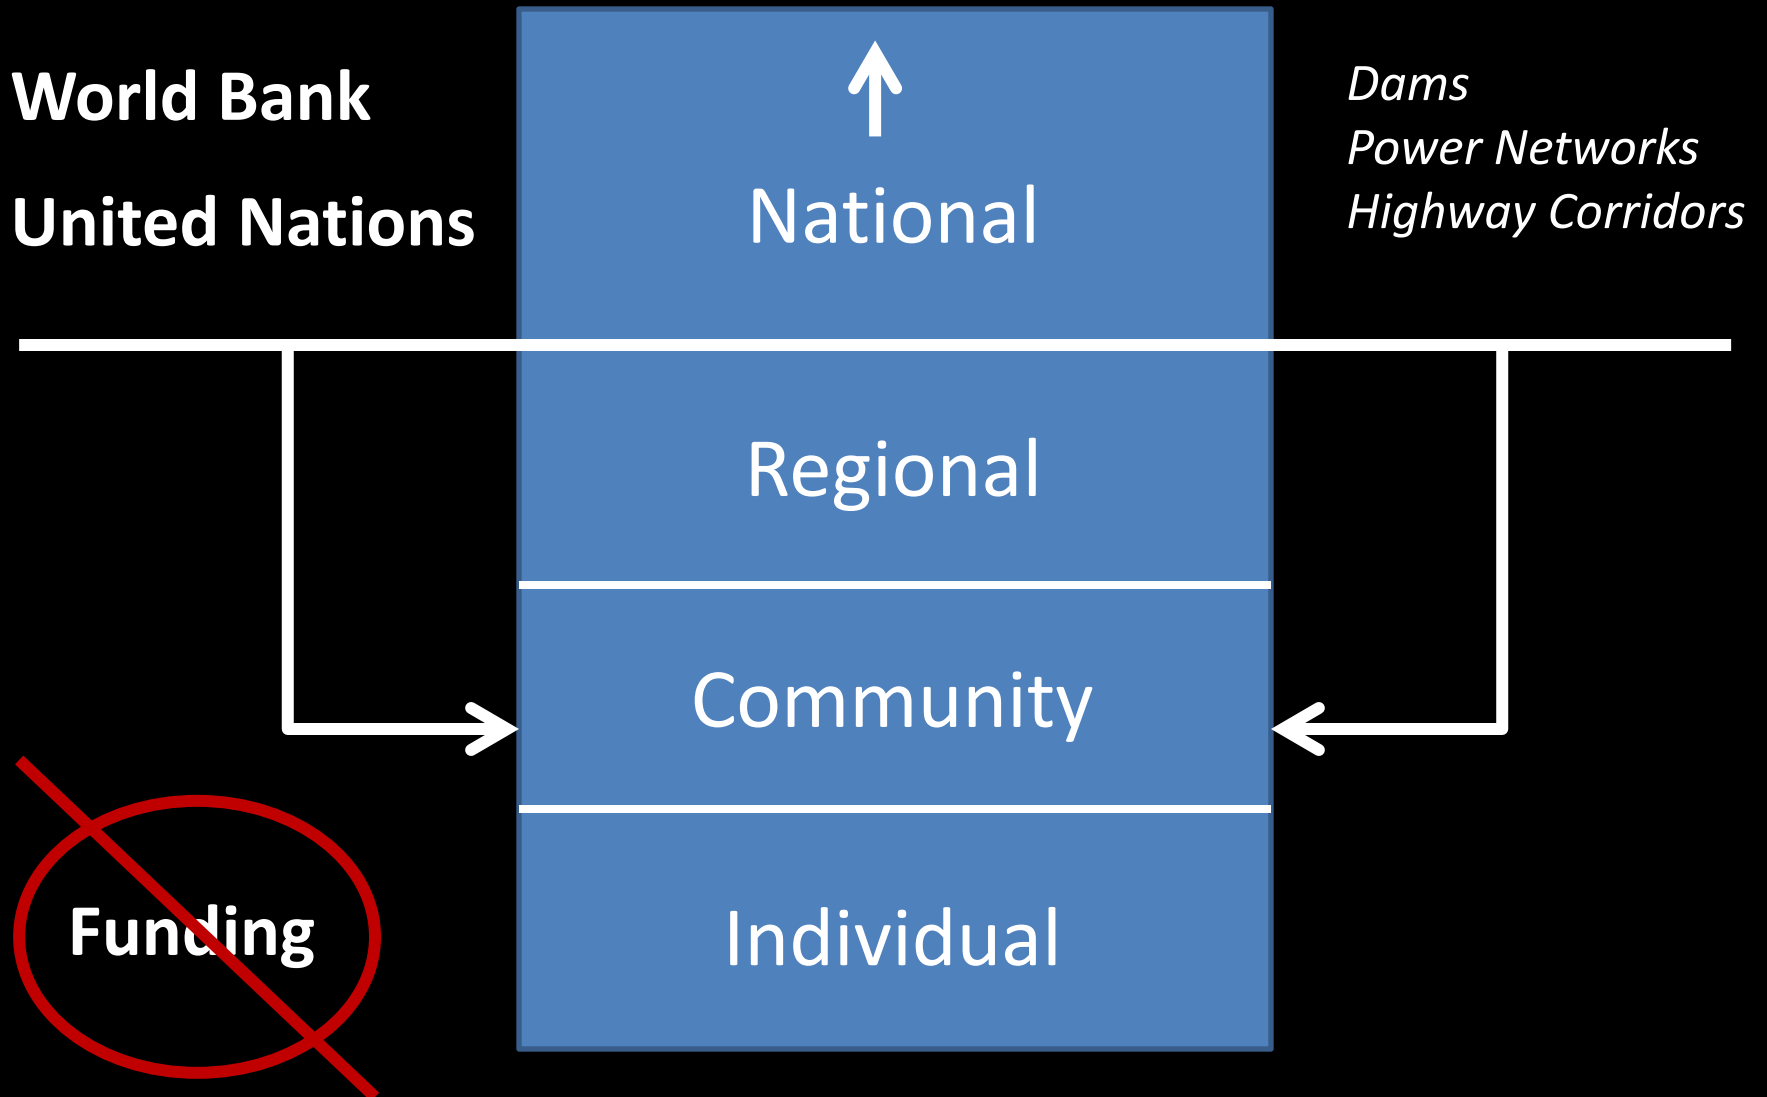 World Bank
United Nations
National
Dams
Power Networks
Highway Corridors
Regional
Community
Individual
Funding